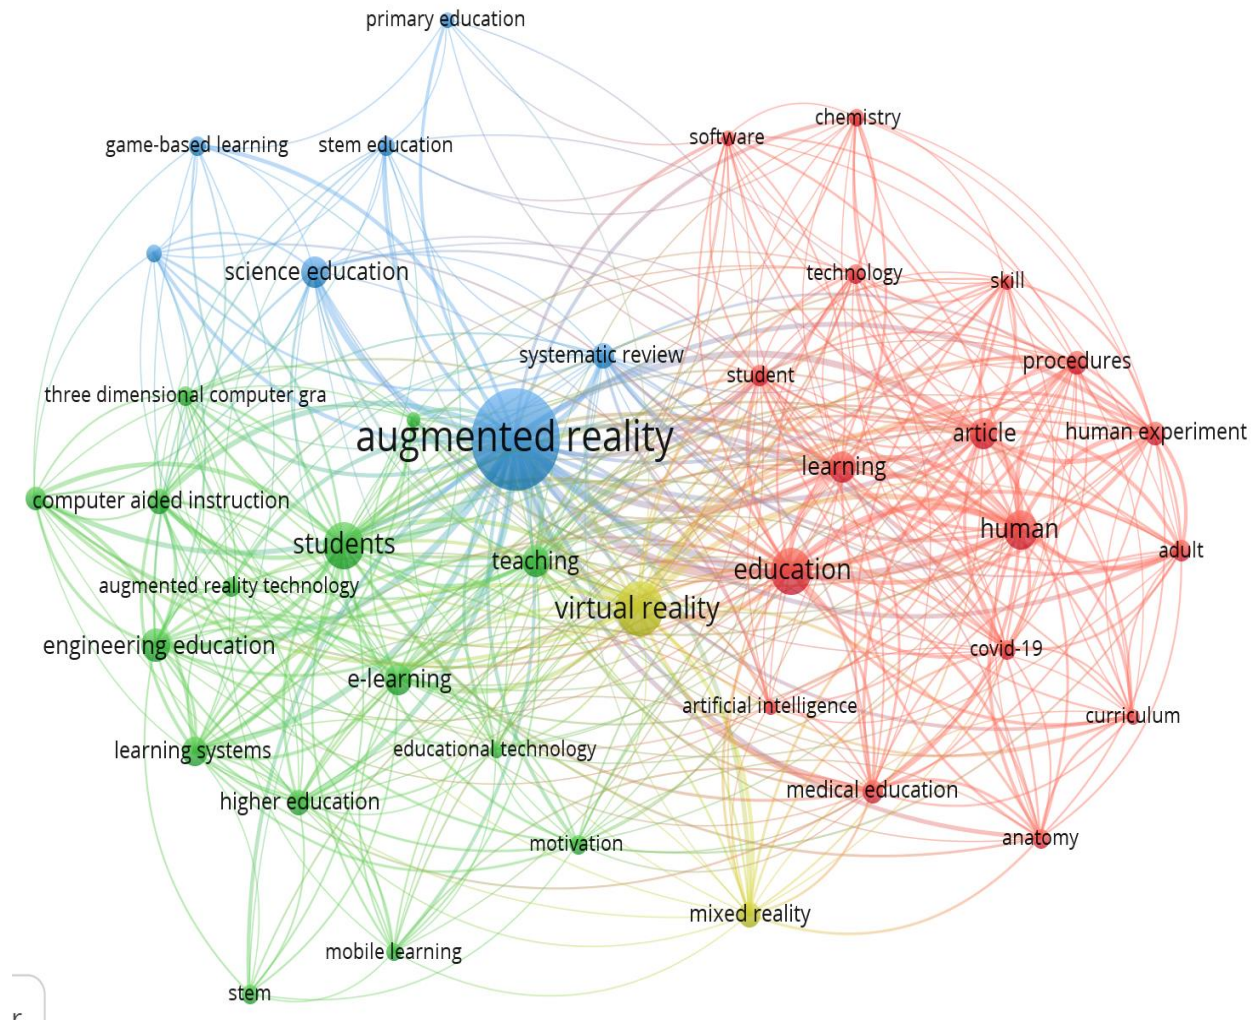 primary education
chemistry
software
game-based learning
stem education
science education
technology
skill
systematic review
procedures
student
three dimensional computer gra
augmented reality
article
human experiment
learning
computer aided instruction
human
students
adult
teaching
education
augmented reality technology
virtual reality
engineering education
covid-19
e-learning
artificial intelligence
curriculum
learning systems
educational technology
medical education
higher education
anatomy
motivation
mixed reality
mobile learning
stem
r